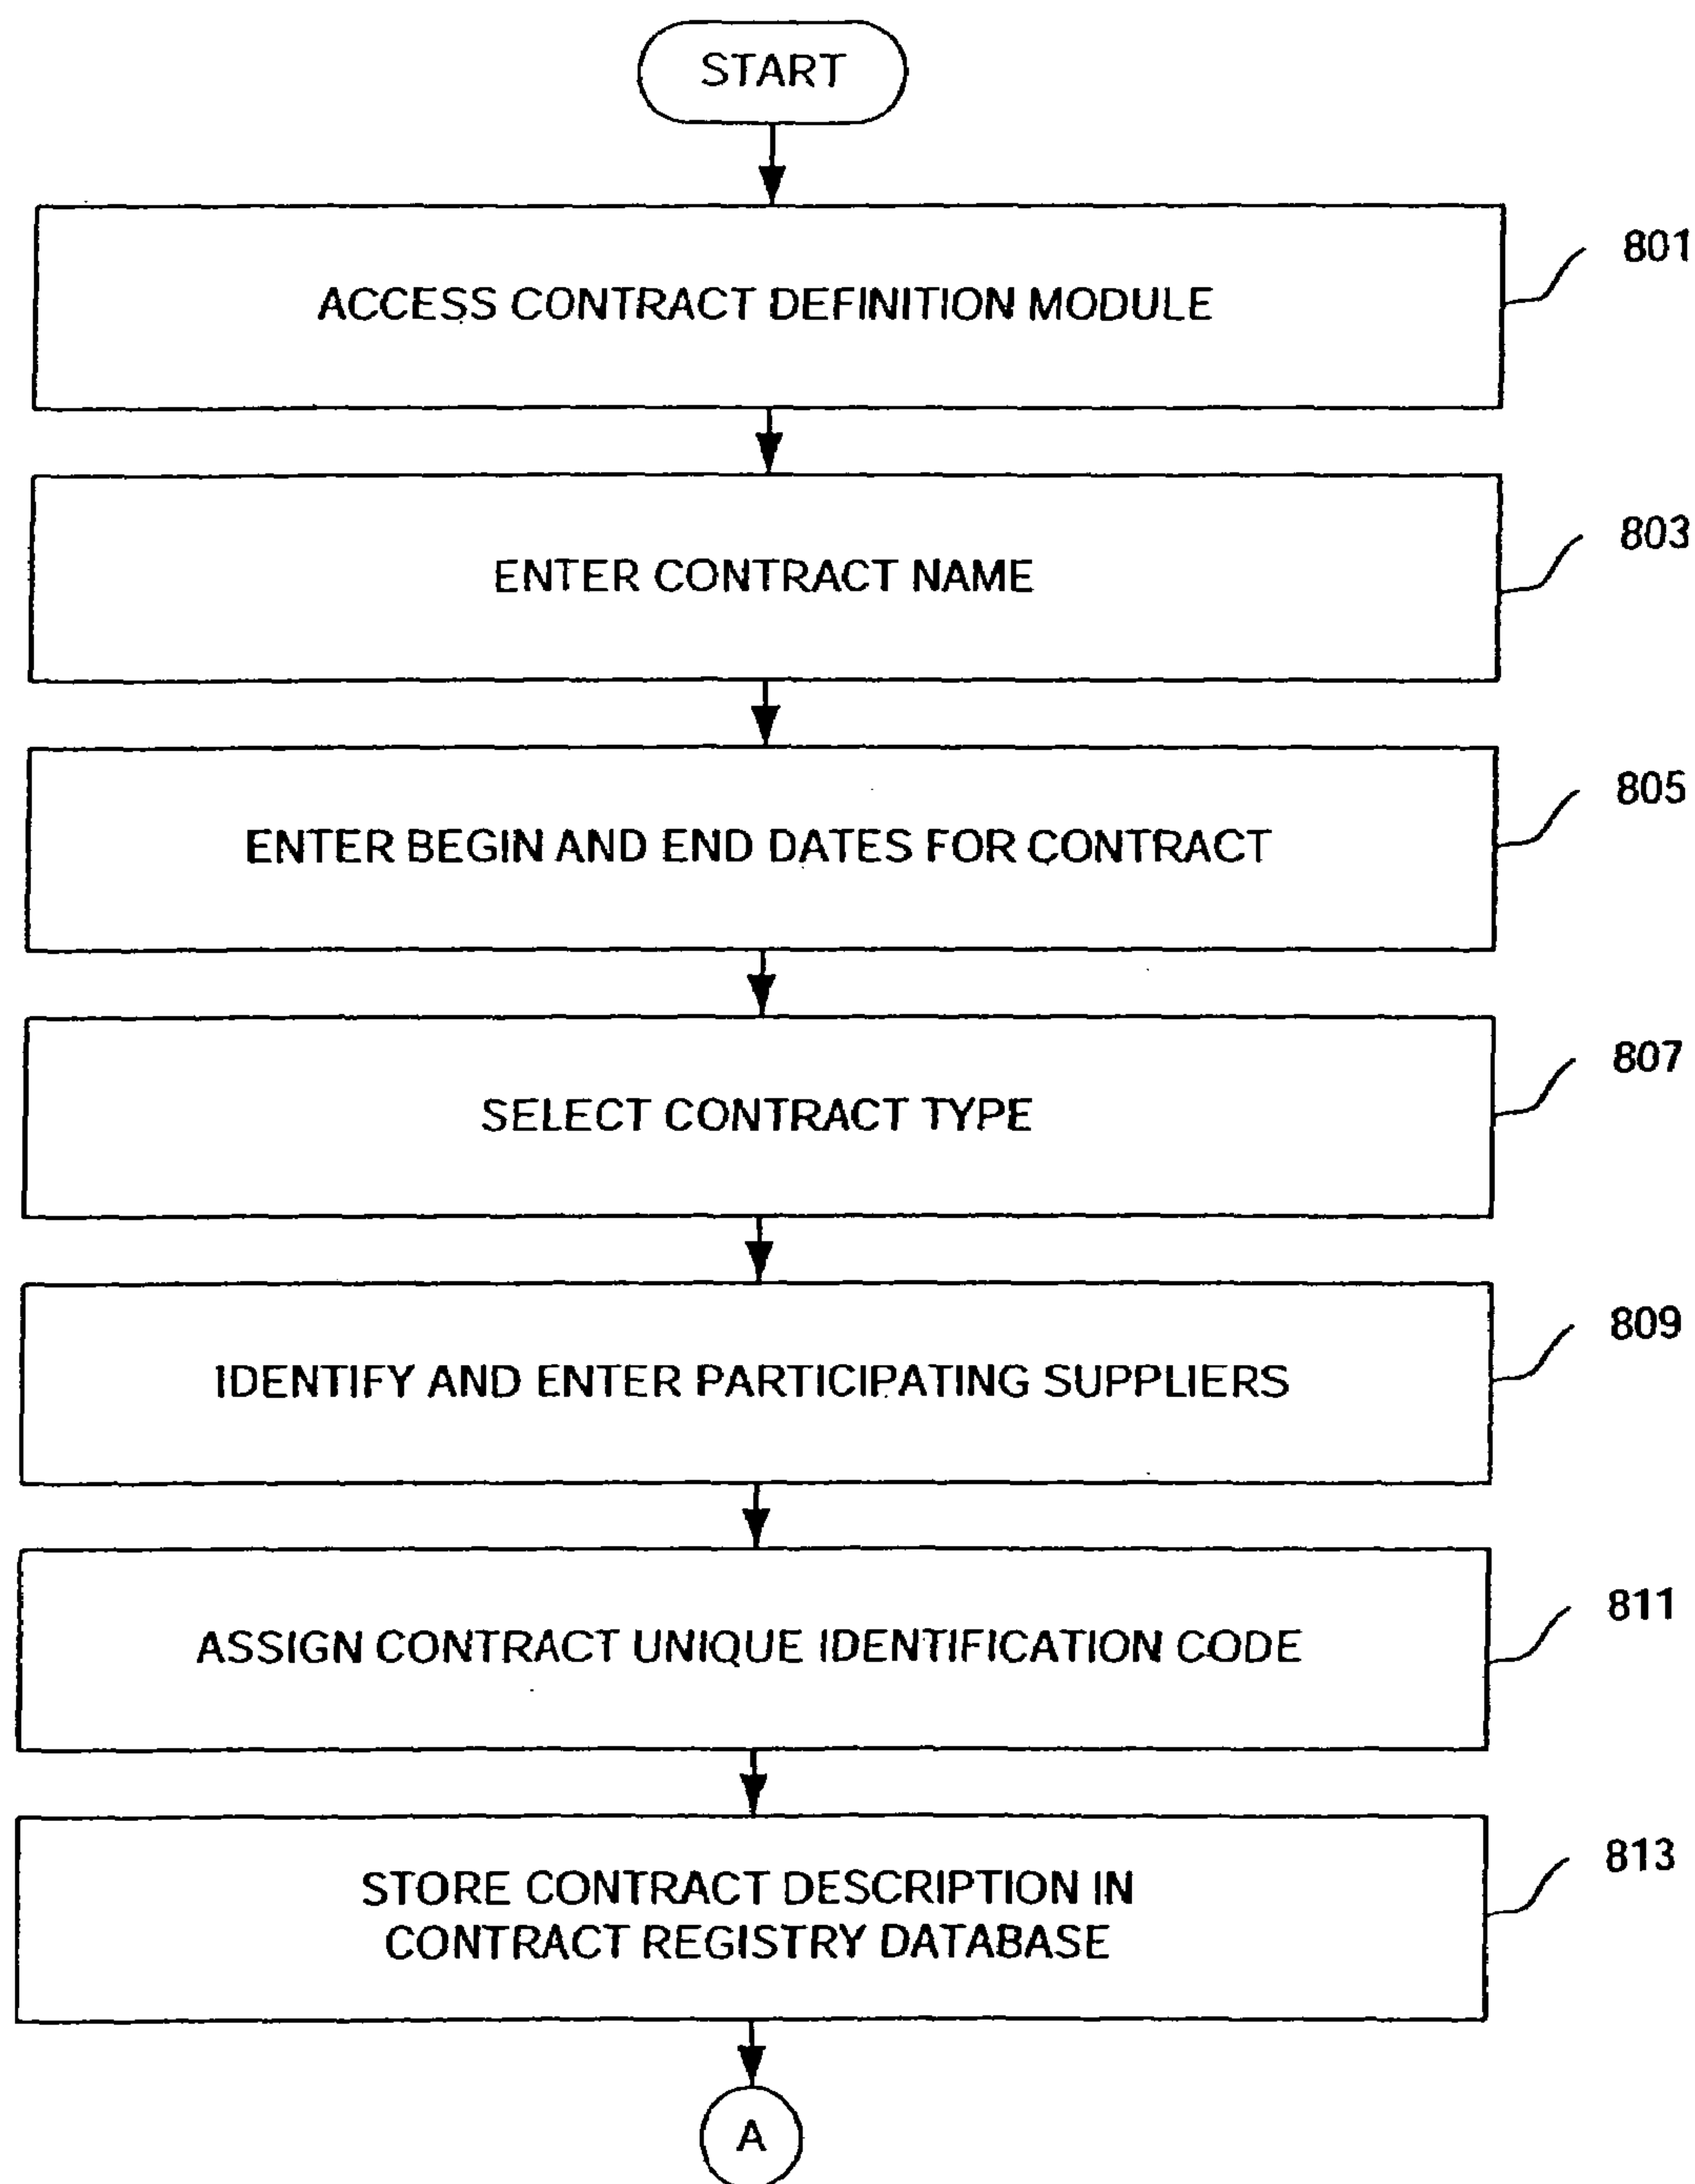 START
ACCESS CONTRACT DEFINITION MODULE
801
ENTER CONTRACT NAME
803
ENTER BEGIN AND END DATES FOR CONTRACT
805
SELECT CONTRACT TYPE
807
IDENTIFY AND ENTER PARTICIPATING SUPPLIERS
809
ASSIGN CONTRACT UNIQUE IDENTIFICATION CODE
811
STORE CONTRACT DESCRIPTION IN
CONTRACT REGISTRY DATABASE
813
A